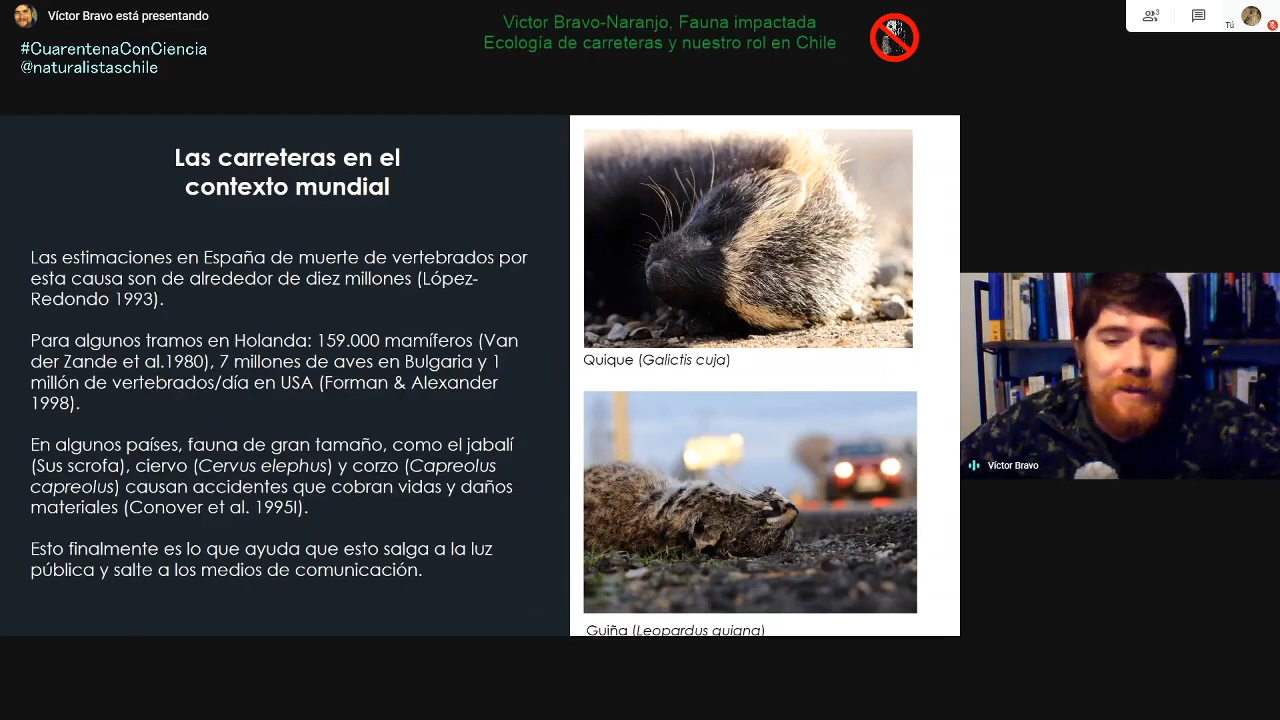 Víctor Bravo está presentando
#CuarentenaConCiencia
@naturalistaschile
Victor Bravo-Naranjo, Fauna impactada
Ecología de carreteras y nuestro rol en Chile
3
Tú
Las carreteras en el
contexto mundial
Las estimaciones en España de muerte de vertebrados por
esta causa son de alrededor de diez millones (López-
Redondo 1993).
Para algunos tramos en Holanda: 159.000 mamíferos (Van
der Zande et al.1980), 7 millones de aves en Bulgaria y 1
millón de vertebrados/día en USA (Forman & Alexander
1998).
En algunos países, fauna de gran tamaño, como el jabalí
(Sus scrofa), ciervo (Cervus elephus) y corzo (Capreolus
capreolus) causan accidentes que cobran vidas y daños
materiales (Conover et al. 1995l).
Esto finalmente es lo que ayuda que esto salga a la luz
pública y salte a los medios de comunicación.
Quique (Galictis cuja)
Guiña (Leopardus guigna)
Víctor Bravo